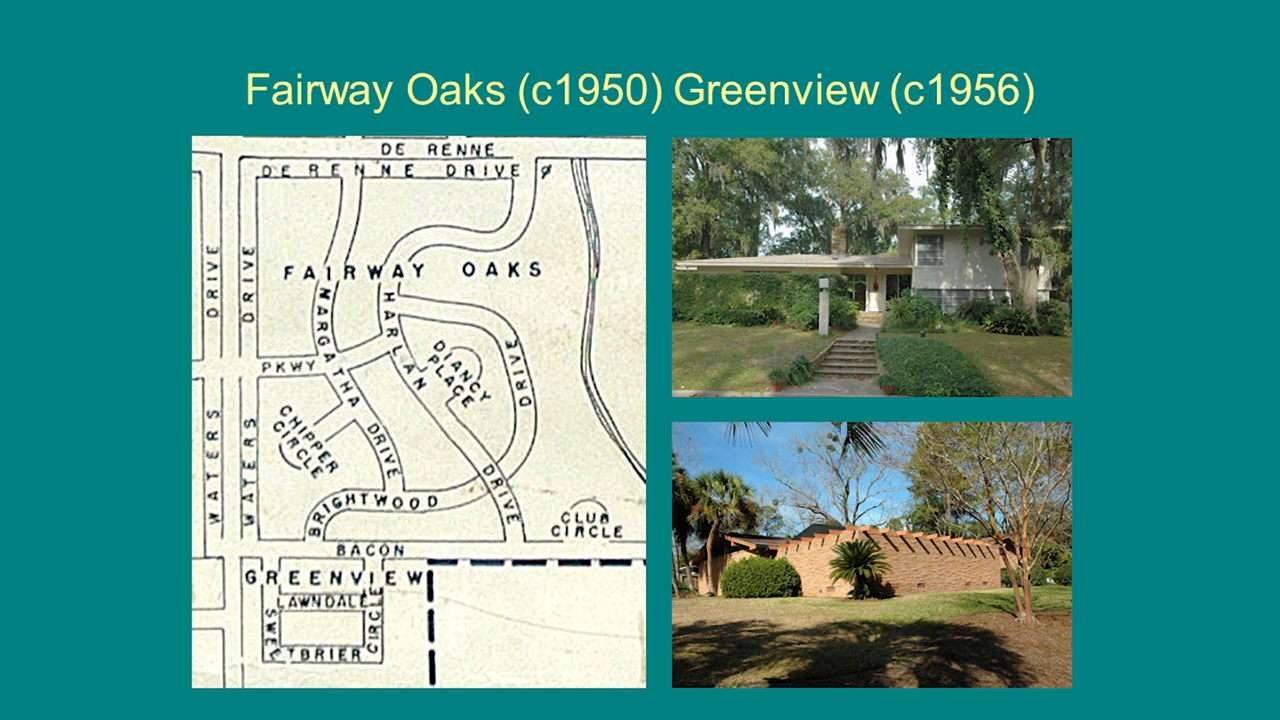 Fairway Oaks (c1950) Greenview (c1956)
DE RENNE
DE RENNE DRIVE
DRIVE
DRIVE
FAIRWAY OAKS
MARGATHA DRIVE
HARLAN DRIVE
DRIVE
DIANCY
PLACE
PKWY
CHIPPER
CIRCLE
WATERS
WATERS
BRIGHTWOOD
CLUB
CIRCLE
BACON
GREENVIEW
LAWNDALE
CIRCLE
SWEATBRIER